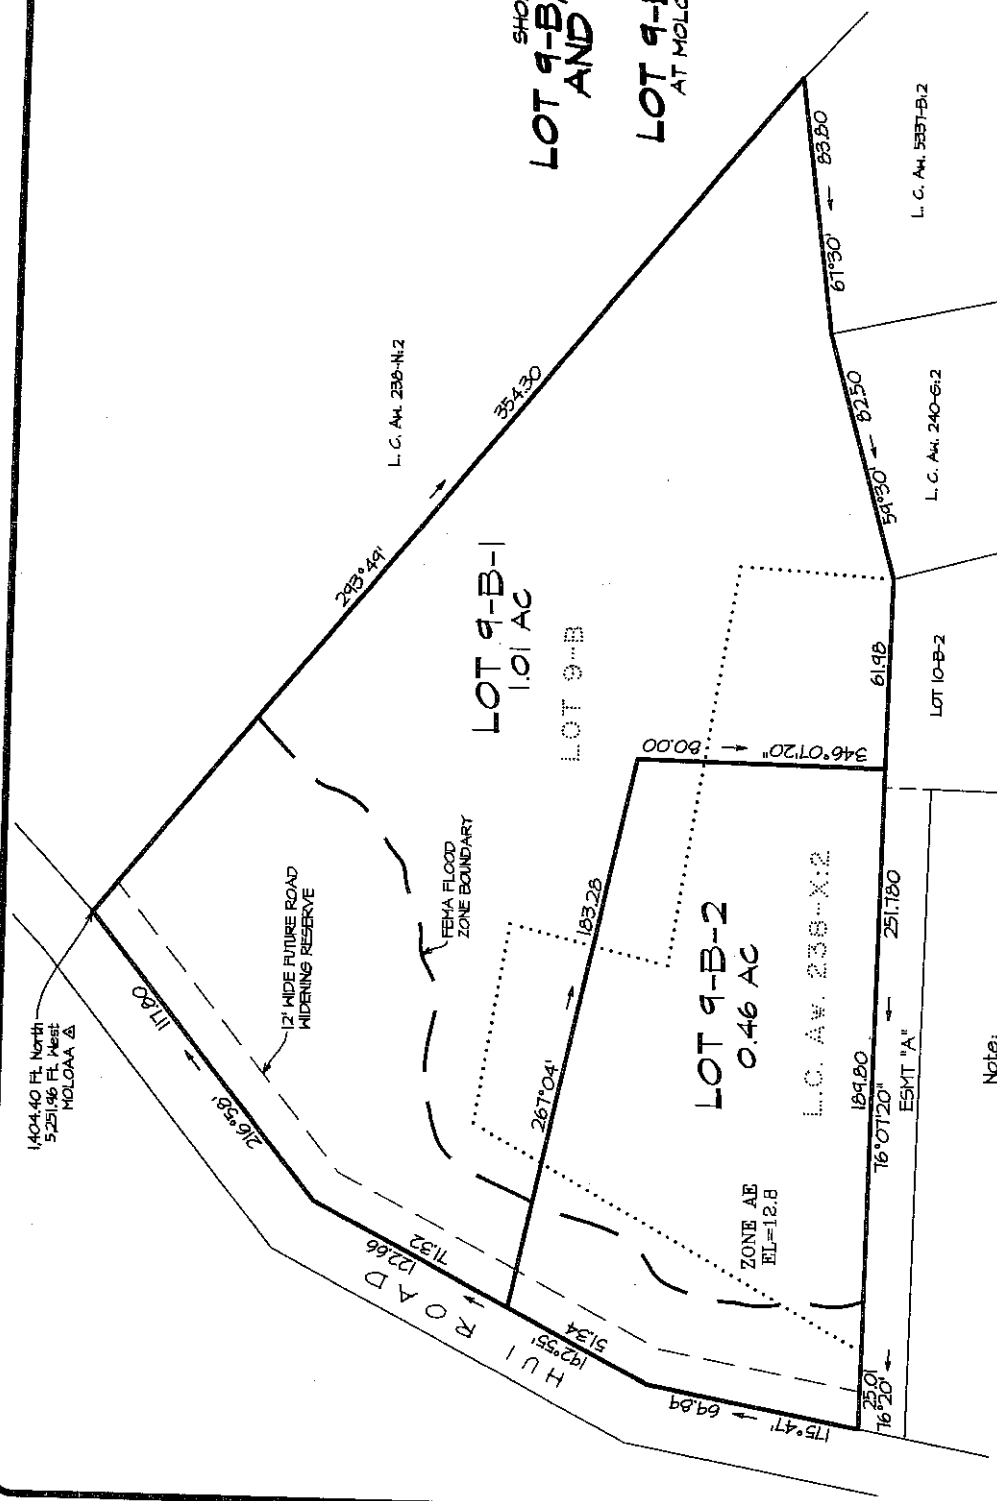 SHO
LOT 9-B
AND
LOT 9-
AT MOLO
1,404.40 Ft. North
5,251.96 Ft. West
MOLOAA
L. C. Aw. 238-N:2
293°49'
354.30
117.80
216°58'
12' WIDE FUTURE ROAD
WIDENING RESERVE
FEMA FLOOD
ZONE BOUNDARY
LOT 9-B-1
1.01 AC
LOT 9-B
67°30'
83.80
L. C. Aw. 5337-B:2
59°30'
82.50
L. C. Aw. 240-G:2
61.98
LOT 10-B-2
80.00
346°07'20"
183.28
267°04'
LOT 9-B-2
0.46 AC
L.C. Aw. 238-X:2
ZONE AE
EL=12.8
HUI ROAD
122.66
71.32
192°55'
51.34
69.89
175°47'
25.01
76°20'
189.80
76°07'20"
251.780
ESMT "A"
Note: